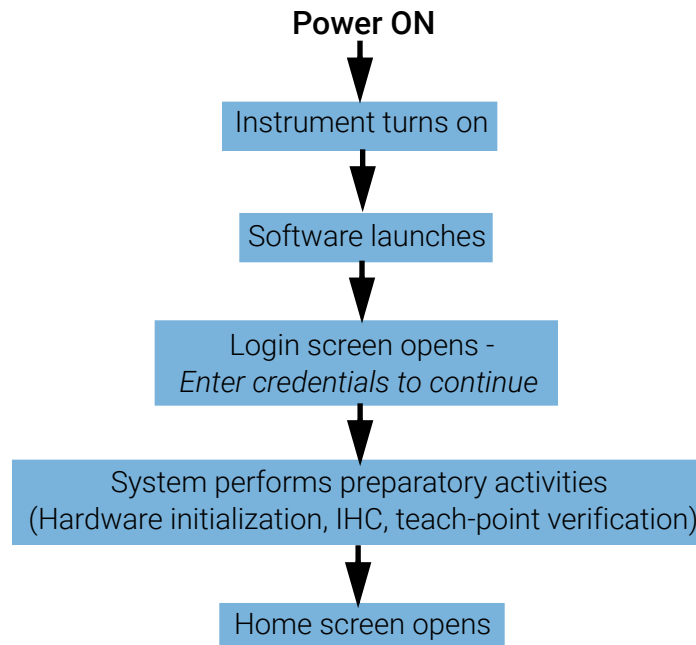 Power ON
Instrument turns on
Software launches
Login screen opens -
Enter credentials to continue
System performs preparatory activities
(Hardware initialization, IHC, teach-point verification)
Home screen opens